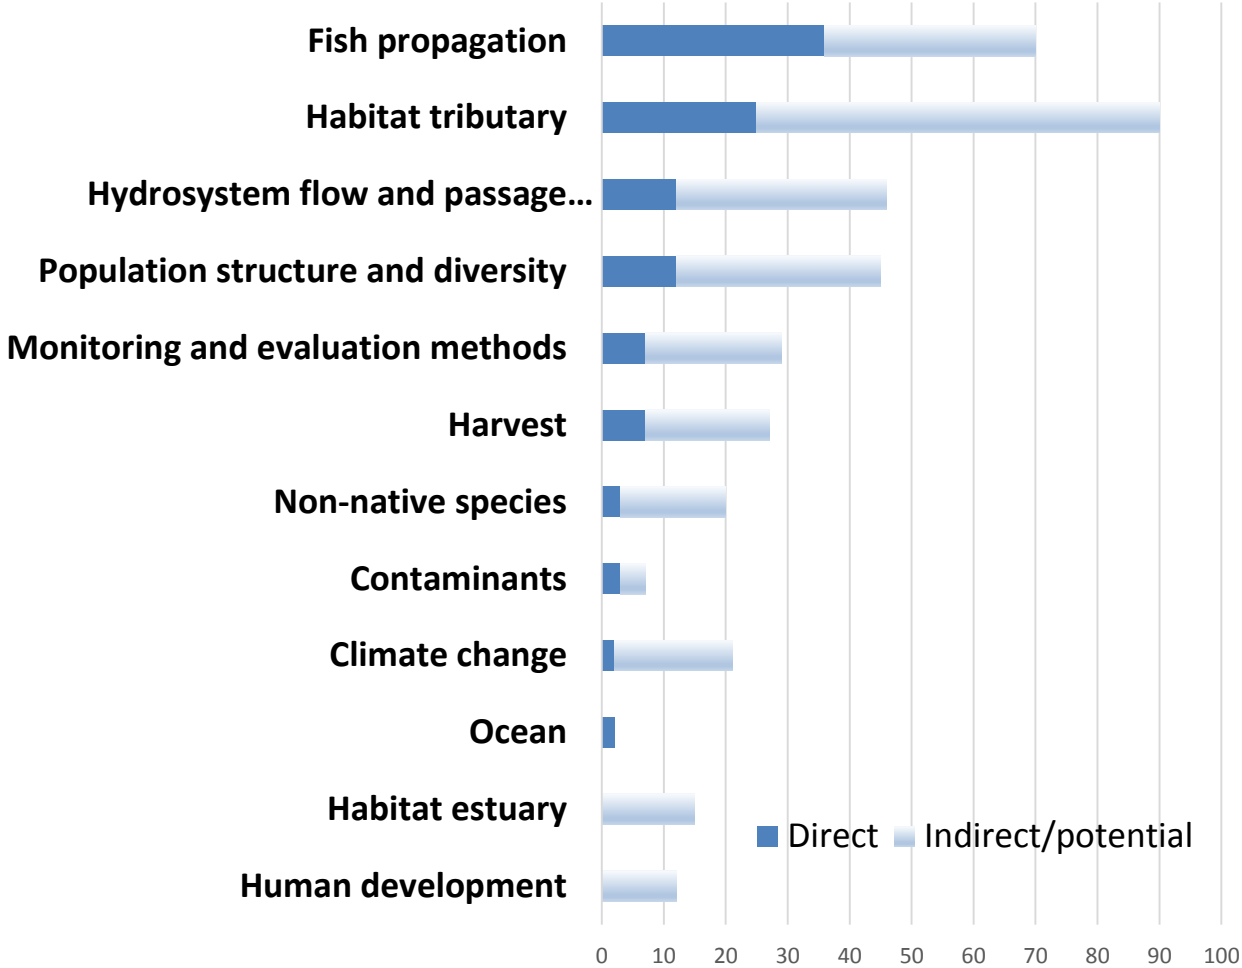 Fish propagation
Habitat tributary
Hydrosystem flow and passage...
Population structure and diversity
Monitoring and evaluation methods
Harvest
Non-native species
Contaminants
Climate change
Ocean
Habitat estuary
Direct Indirect/potential
Human development
0 10 20 30 40 50 60 70 80 90 100